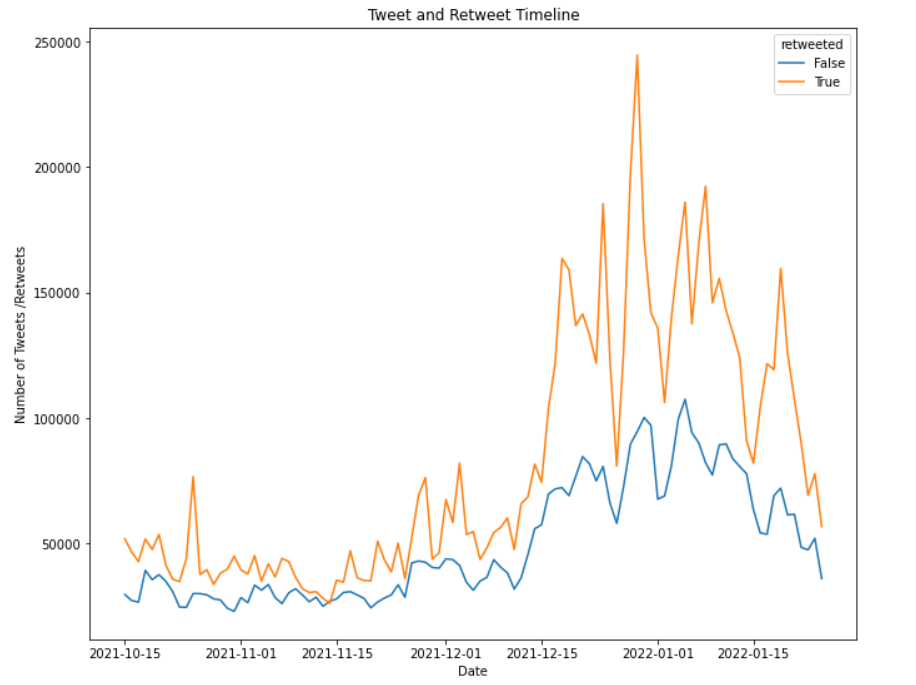 Tweet and Retweet Timeline
250000
200000
150000
100000
50000
Number of Tweets /Retweets
retweeted
False
True
2021-10-15 2021-11-01 2021-11-15 2021-12-01 2021-12-15 2022-01-01 2022-01-15
Date